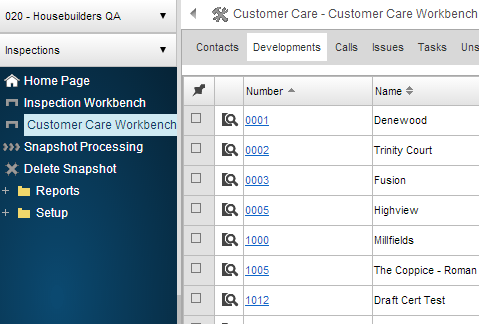 020 - Housebuilders QA
Inspections
Home Page
Inspection Workbench
Customer Care Workbench
Snapshot Processing
Delete Snapshot
Reports
Setup
Customer Care - Customer Care Workbench
Contacts Developments Calls Issues Tasks Uns
Number Name
0001 Denewood
0002 Trinity Court
0003 Fusion
0005 Highview
1000 Millfields
1005 The Coppice - Roman
1012 Draft Cert Test